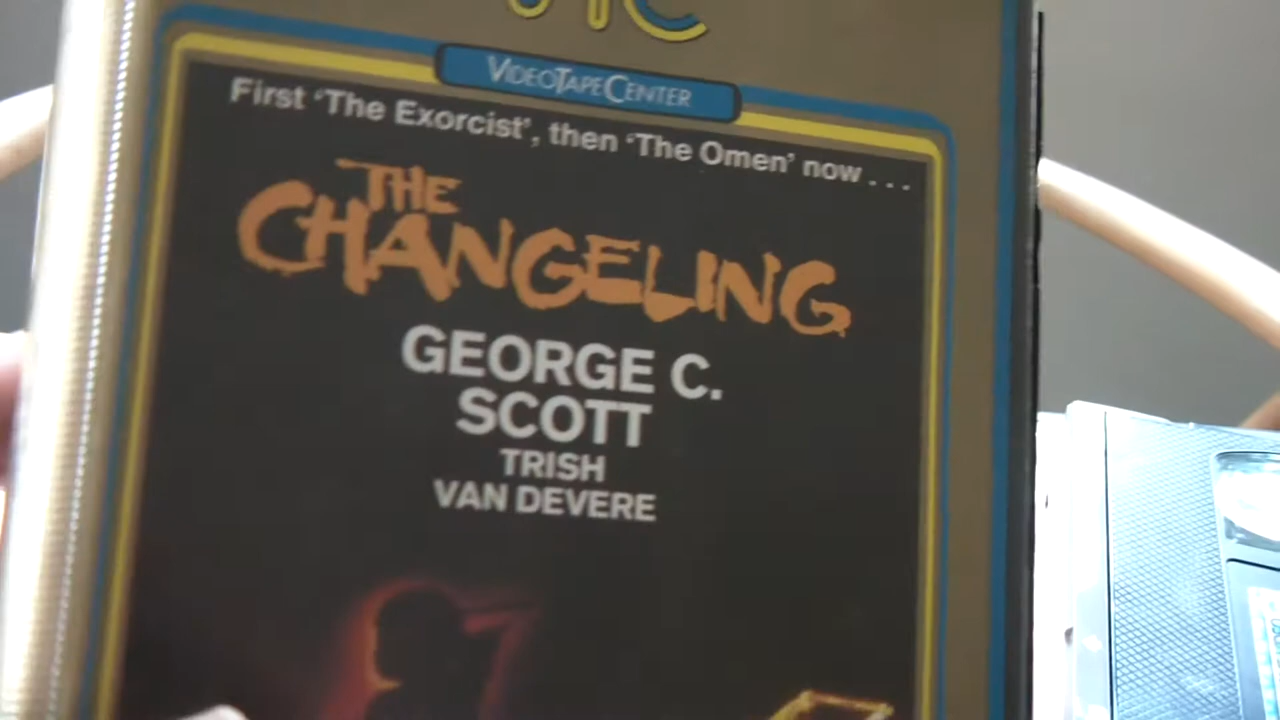 VIDEOTAPECENTER
First ‘The Exorcist’, then ‘The Omen’ now . . .
THE
CHANGELING
GEORGE C.
SCOTT
TRISH
VAN DEVERE